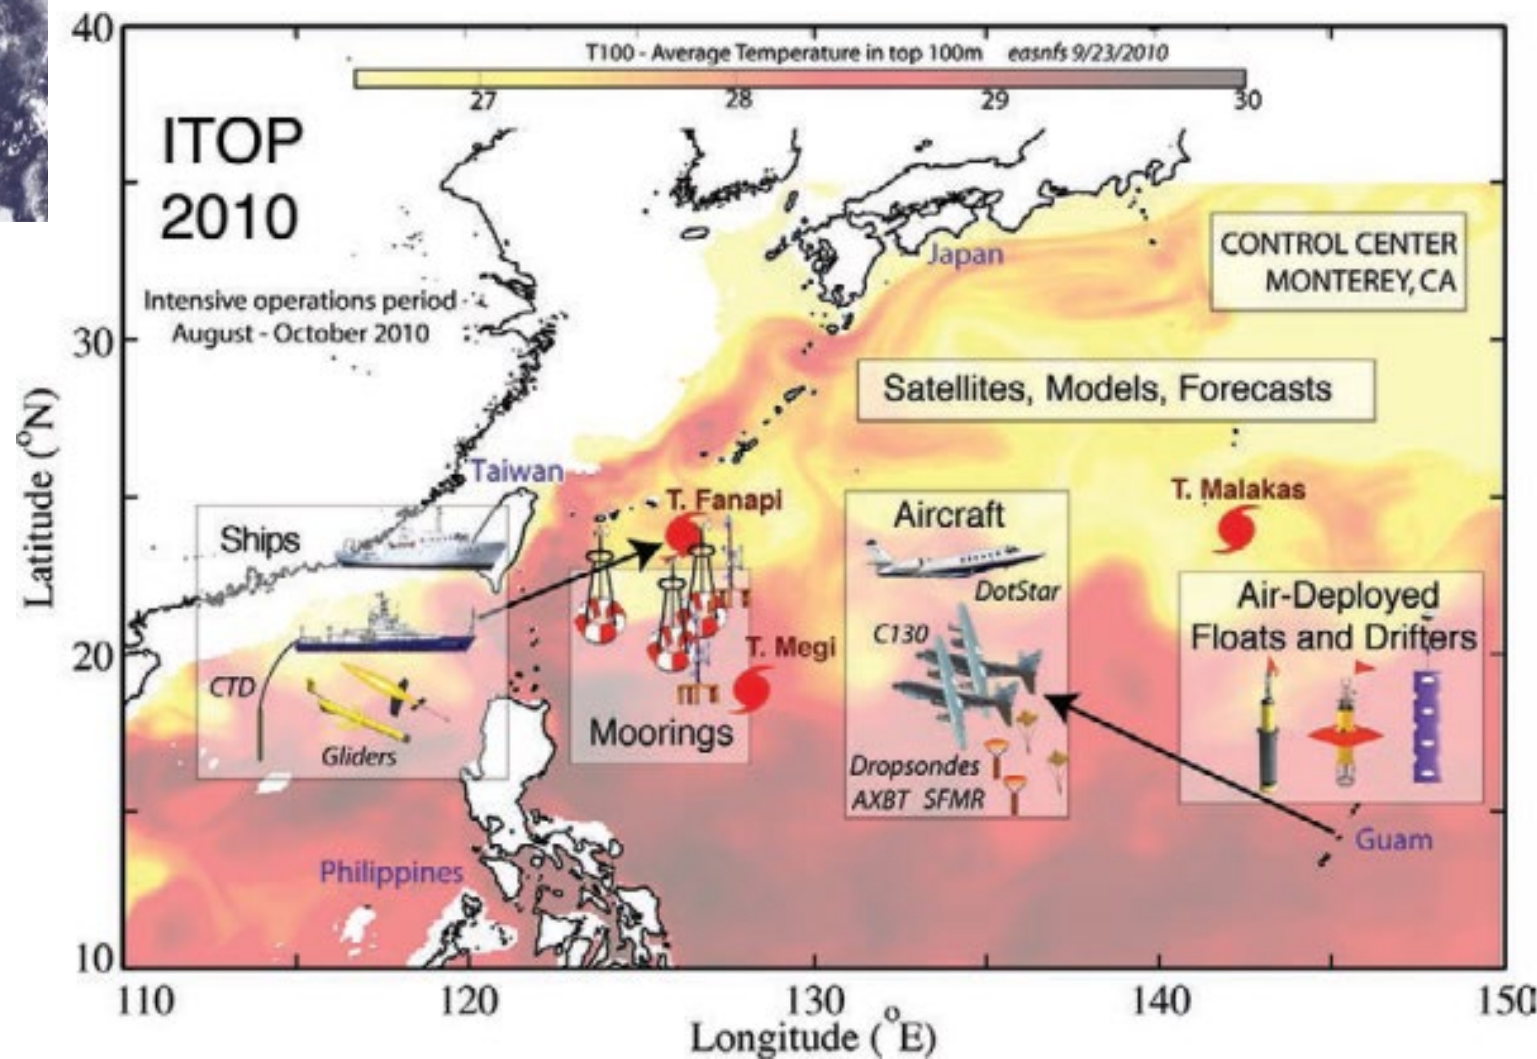 T100 - Average Temperature in top 100m easnfs 9/23/2010
27 28 29 30
ITOP
2010
Intensive operations period
August - October 2010
Japan
CONTROL CENTER
MONTEREY, CA
Satellites, Models, Forecasts
Taiwan
Ships
CTD
Gliders
T. Fanapi
T. Megi
Moorings
Aircraft
DotStar
C130
Dropsondes
AXBT SFMR
T. Malakas
Air-Deployed
Floats and Drifters
Guam
Philippines
40
30
20
10
Latitude (°N)
110 120 130 140 150
Longitude (°E)